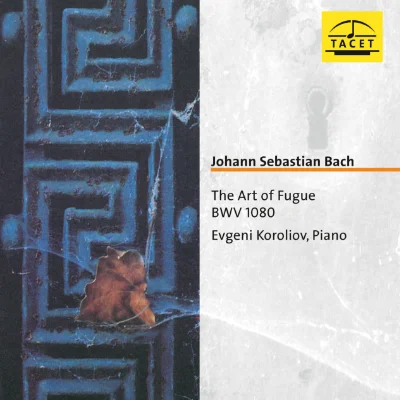 TACET
Johann Sebastian Bach
The Art of Fugue
BWV 1080
Evgeni Koroliov, Piano